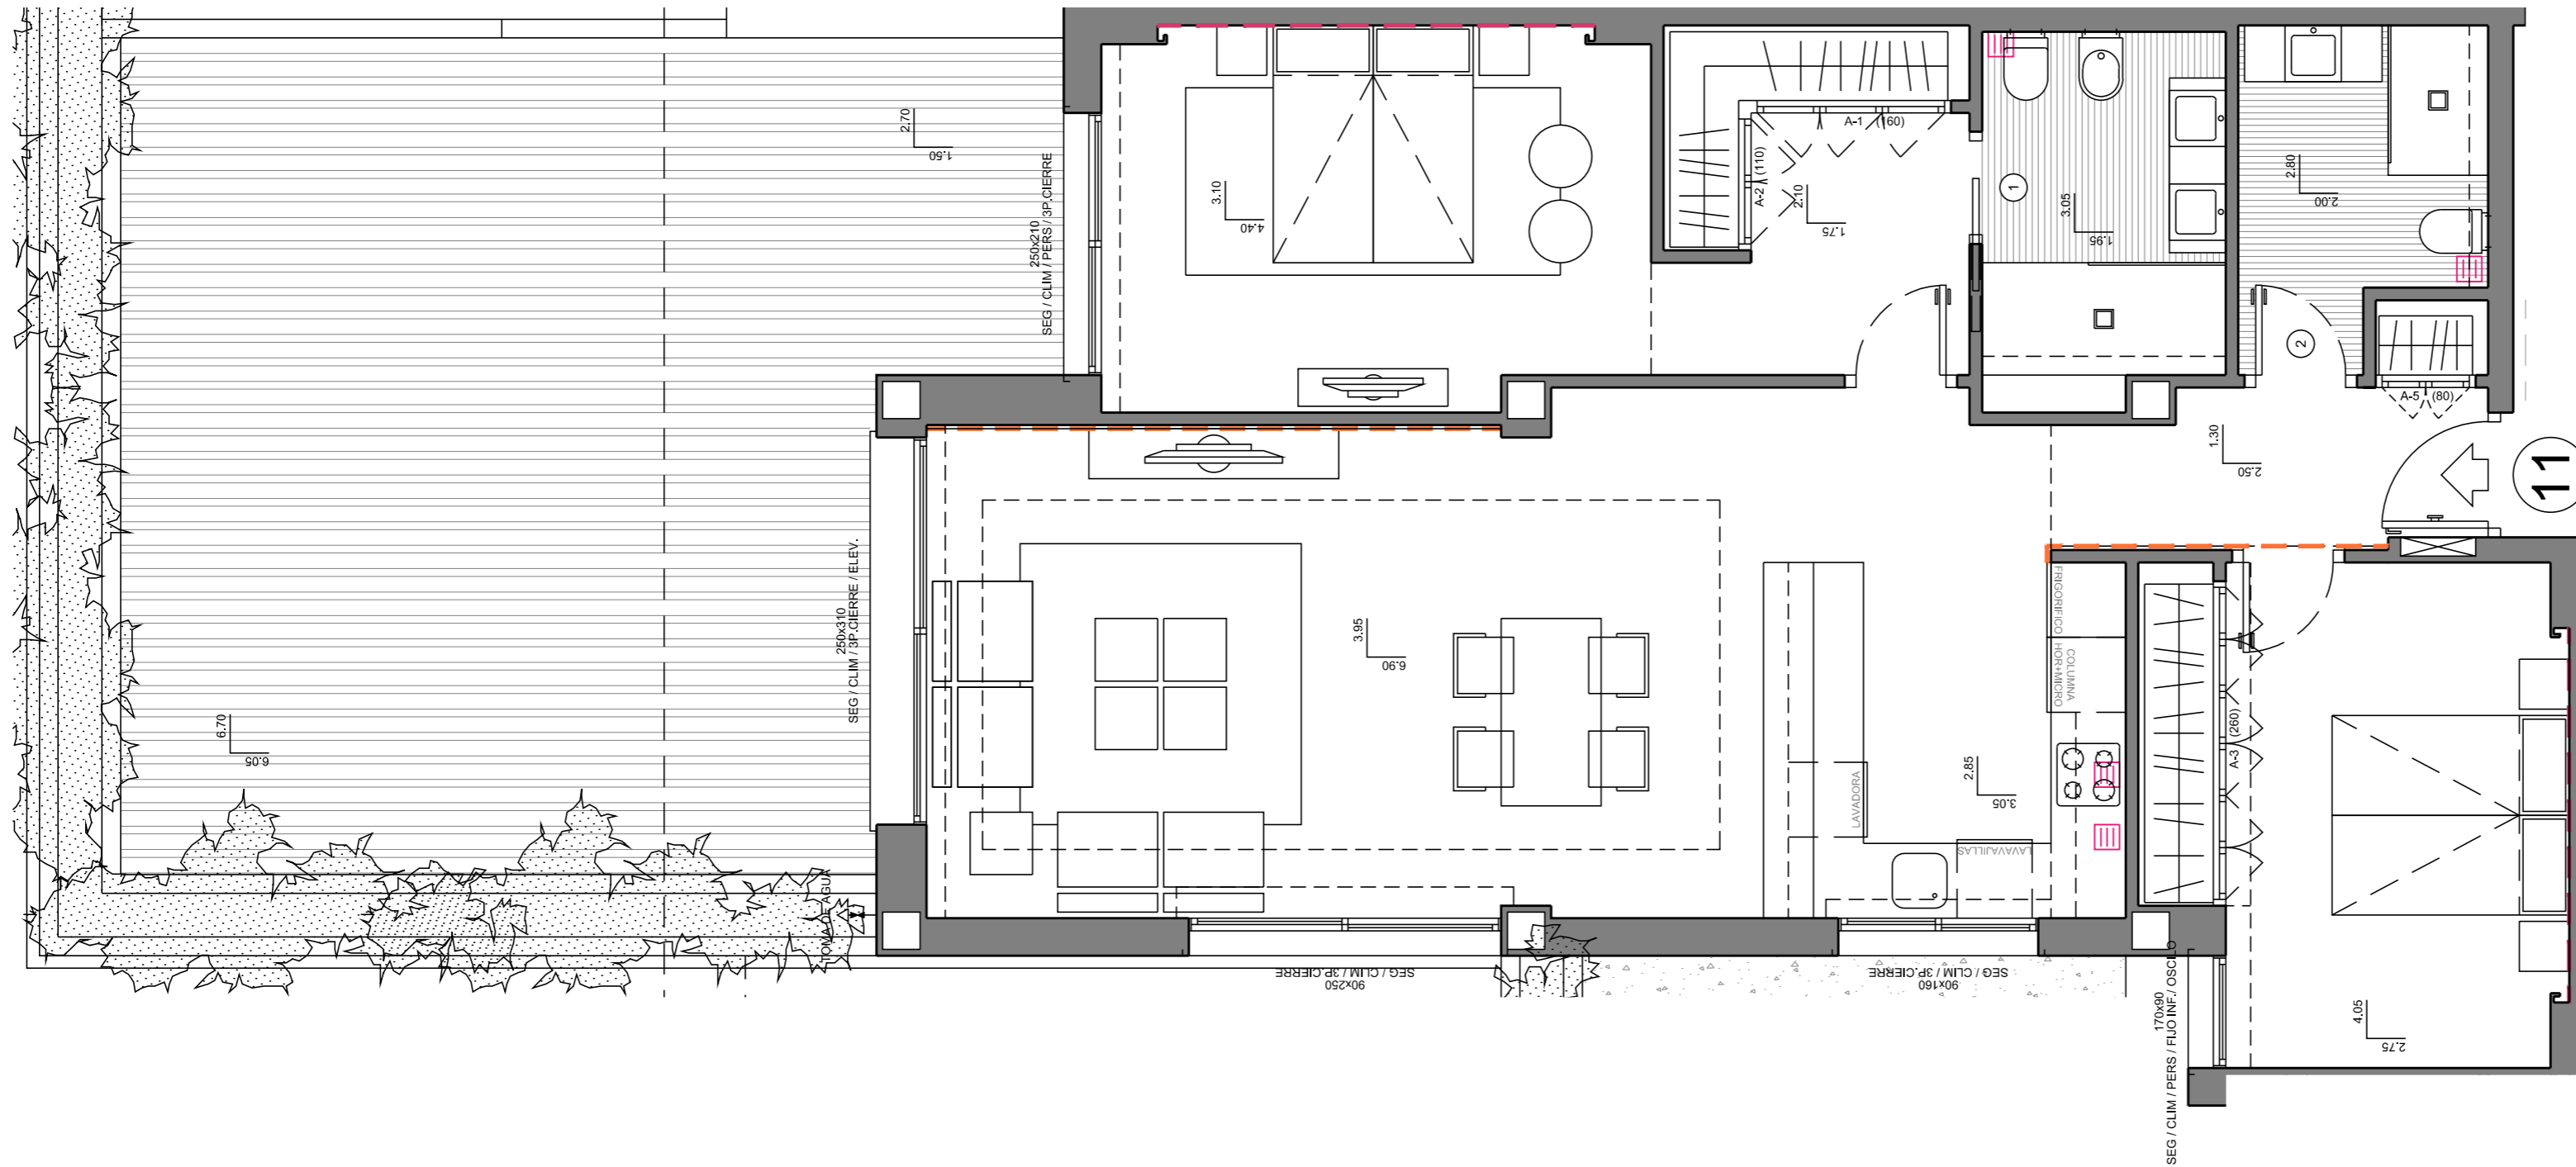 2.70
1.50
250x210
SEG / CLIM / PERS / 3P.CIERRE
3.10
4.40
A-1 (160)
A-2 (110)
2.10
1.75
1
3.05
1.95
2.80
2.00
2
A-5 (80)
1.30
2.50
11
250x310
SEG / CLIM / 3P.CIERRE / ELEV.
6.70
6.05
3.95
6.90
FRIGORIFICO
COLUMNA
HOR+MICRO
LAVADORA
2.85
3.05
LAVAVAJILLAS
A-3 (260)
TOMA DE AGUA
SEG / CLIM / 3P.CIERRE
90x250
SEG / CLIM / 3P.CIERRE
90x160
170x90
SEG / CLIM / PERS / FIJO INF./ OSCILO
4.05
2.75